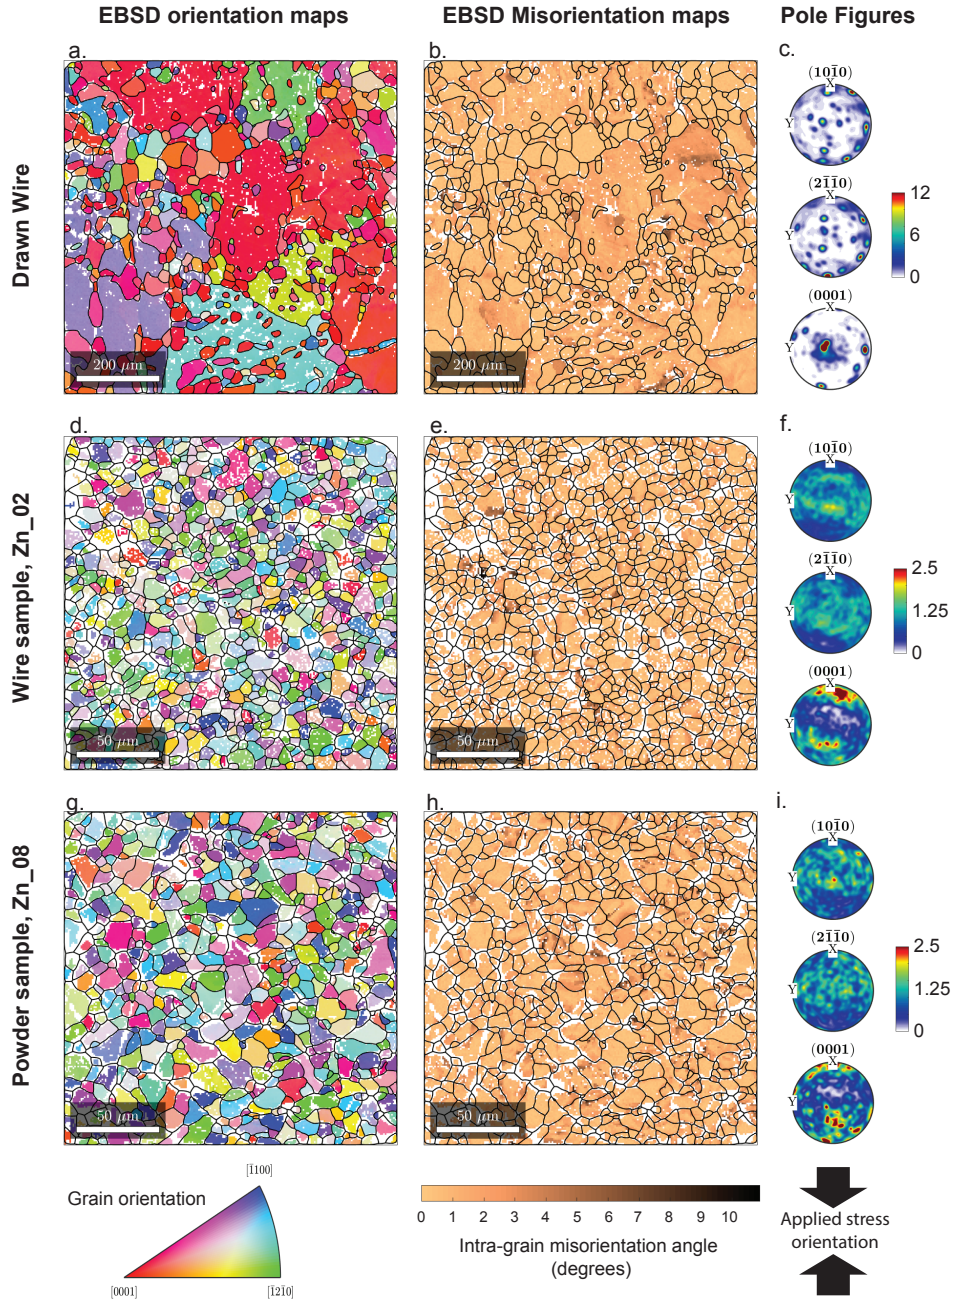 EBSD orientation maps
EBSD Misorientation maps
Pole Figures
Drawn Wire
a.
200 μm
b.
200 μm
c.
(101̄0)
X
Y
(21̄1̄0)
X
Y
12
6
0
(0001)
X
Y
Wire sample, Zn_02
d.
50 μm
e.
50 μm
f.
(101̄0)
X
Y
(21̄1̄0)
X
Y
2.5
1.25
0
(0001)
X
Y
Powder sample, Zn_08
g.
50 μm
h.
50 μm
i.
(101̄0)
X
Y
(21̄1̄0)
X
Y
2.5
1.25
0
(0001)
X
Y
Grain orientation
[1̄100]
[0001]
[1̄21̄0]
0 1 2 3 4 5 6 7 8 9 10
Intra-grain misorientation angle
(degrees)
Applied stress
orientation